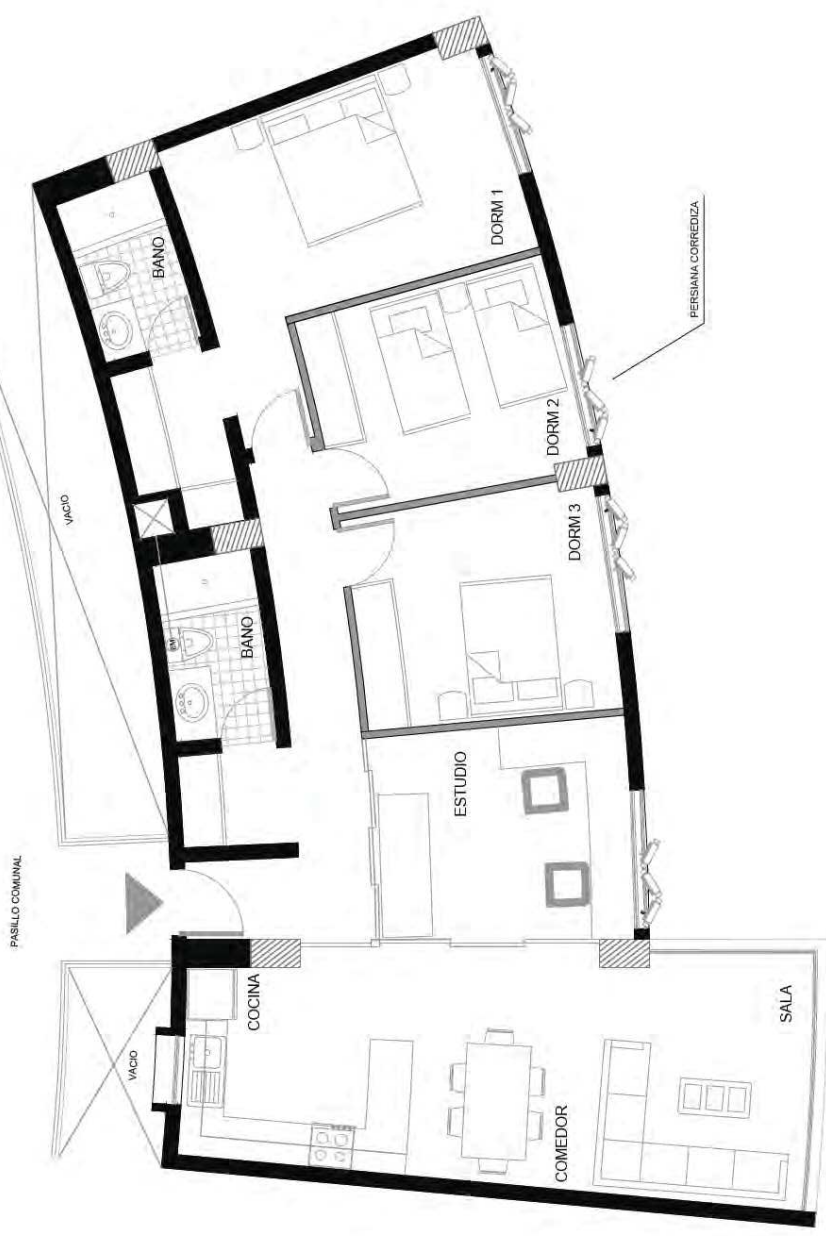 BANO
DORM 1
PERSIANA CORREDIZA
VACIO
DORM 2
DORM 3
BANO
ESTUDIO
PASILLO COMUNAL
COCINA
SALA
VACIO
COMEDOR